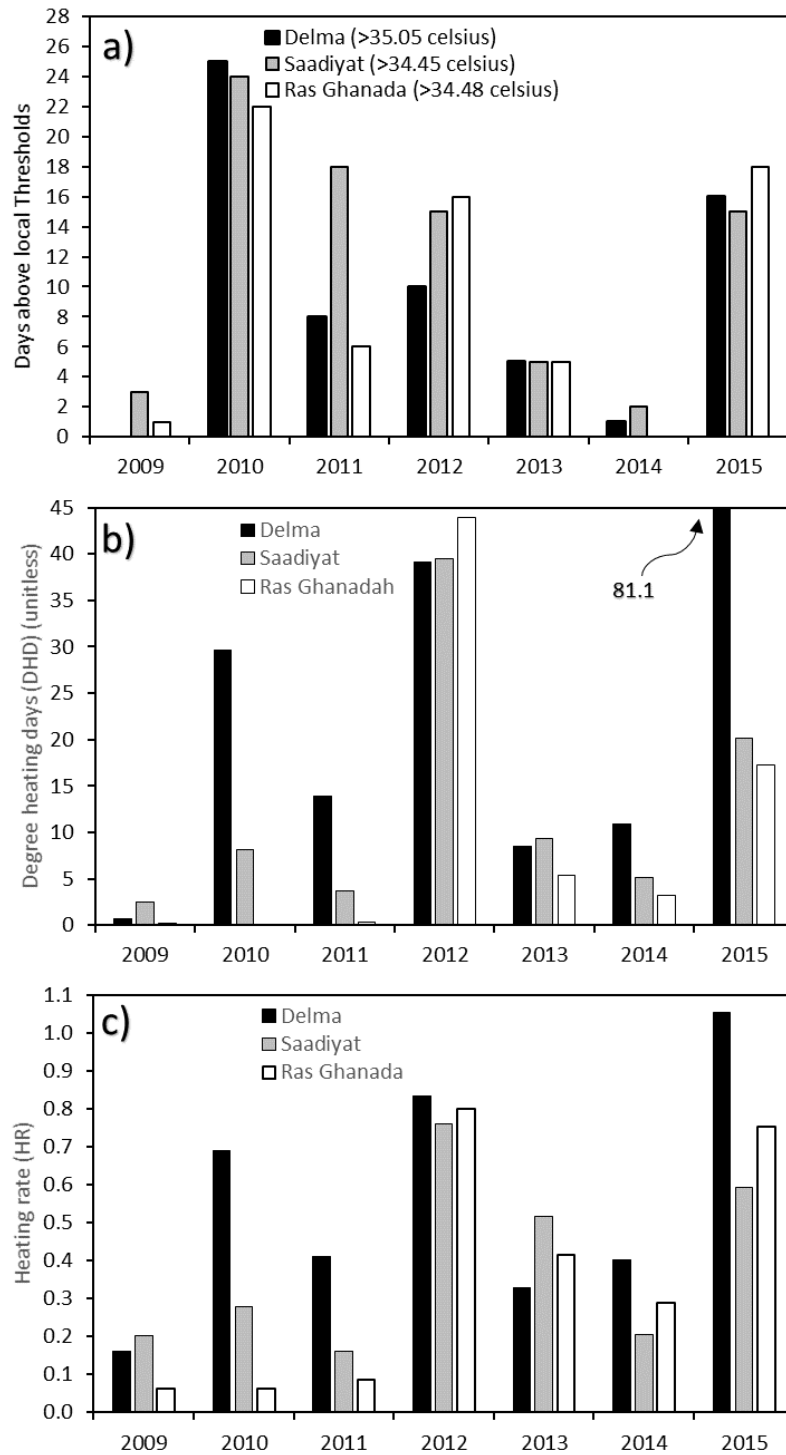 a)
Delma (>35.05 celsius)
Saadiyat (>34.45 celsius)
Ras Ghanada (>34.48 celsius)
Days above local Thresholds
28
26
24
22
20
18
16
14
12
10
8
6
4
2
0
2009 2010 2011 2012 2013 2014 2015
b)
Delma
Saadiyat
Ras Ghanadah
81.1
Degree heating days (DHD) (unitless)
45
40
35
30
25
20
15
10
5
0
2009 2010 2011 2012 2013 2014 2015
c)
Delma
Saadiyat
Ras Ghanada
Heating rate (HR)
1.1
1.0
0.9
0.8
0.7
0.6
0.5
0.4
0.3
0.2
0.1
0.0
2009 2010 2011 2012 2013 2014 2015